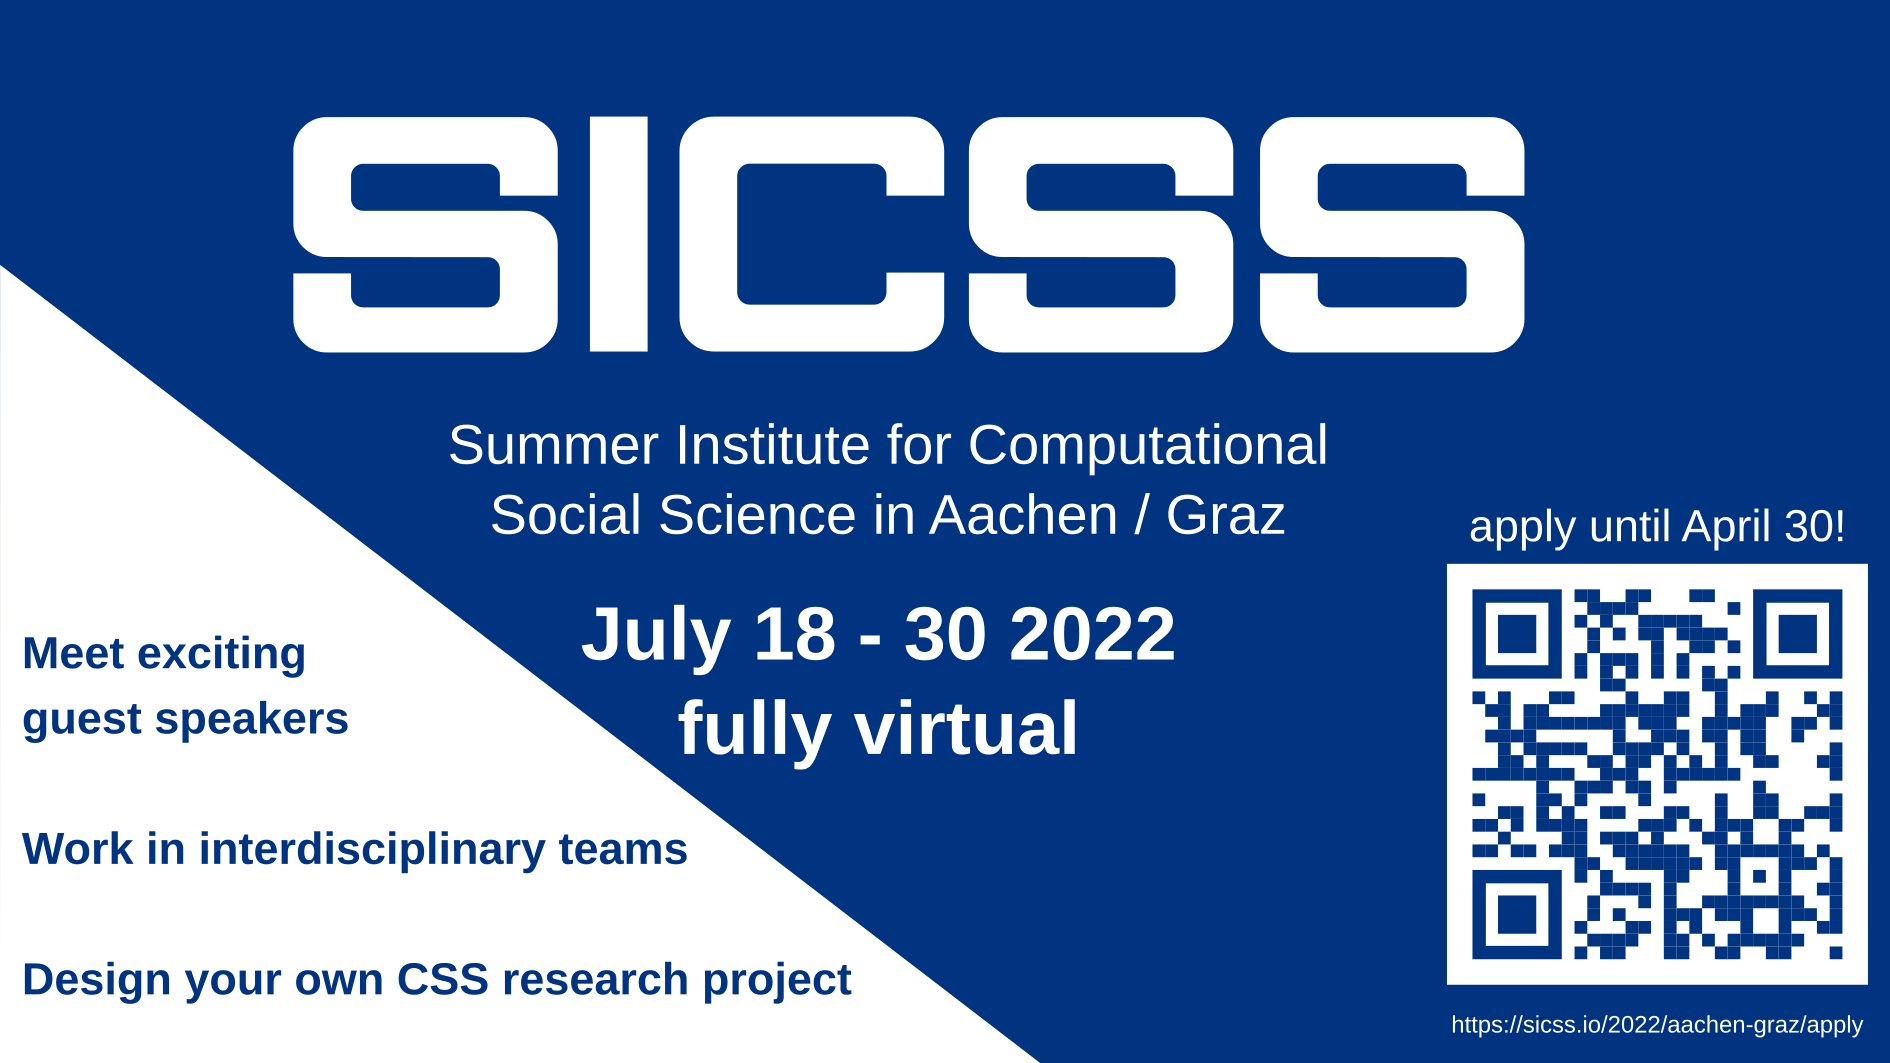 SICSS
Summer Institute for Computational
Social Science in Aachen / Graz
July 18 - 30 2022
fully virtual
Meet exciting
guest speakers
Work in interdisciplinary teams
Design your own CSS research project
apply until April 30!
https://sicss.io/2022/aachen-graz/apply